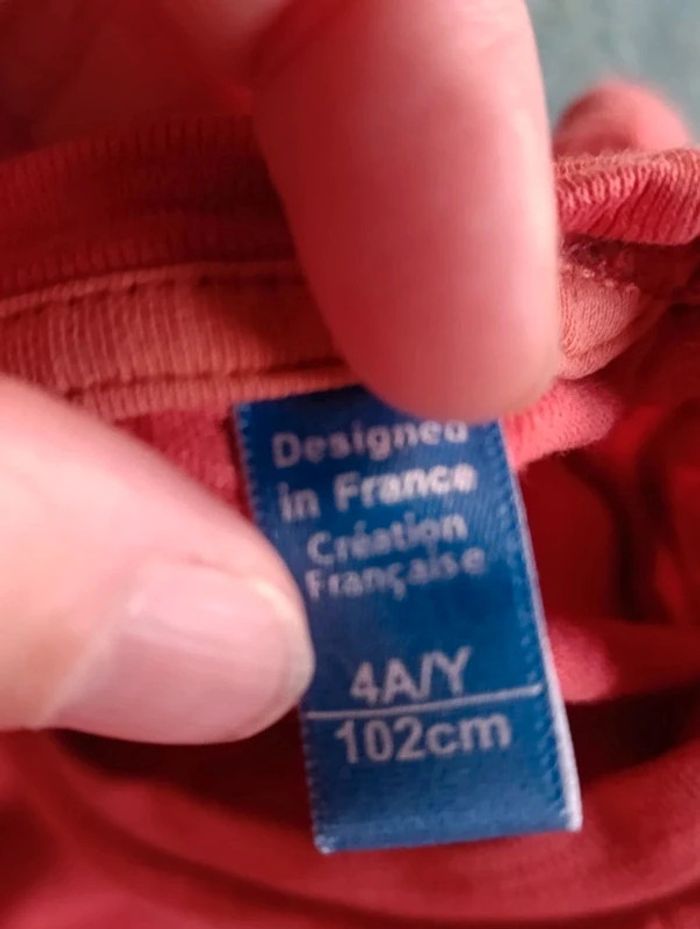 Designed
in France
Création
Française
4A/Y
102cm